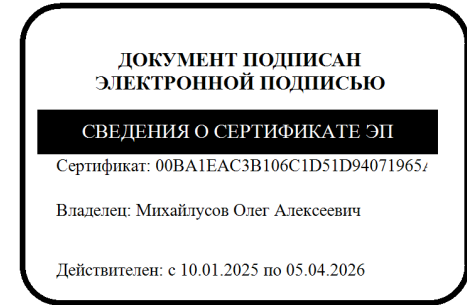 ДОКУМЕНТ ПОДПИСАН
ЭЛЕКТРОННОЙ ПОДПИСЬЮ
СВЕДЕНИЯ О СЕРТИФИКАТЕ ЭП
Сертификат: 00BA1EAC3B106C1D51D94071965
Владелец: Михайлусов Олег Алексеевич
Действителен: с 10.01.2025 по 05.04.2026